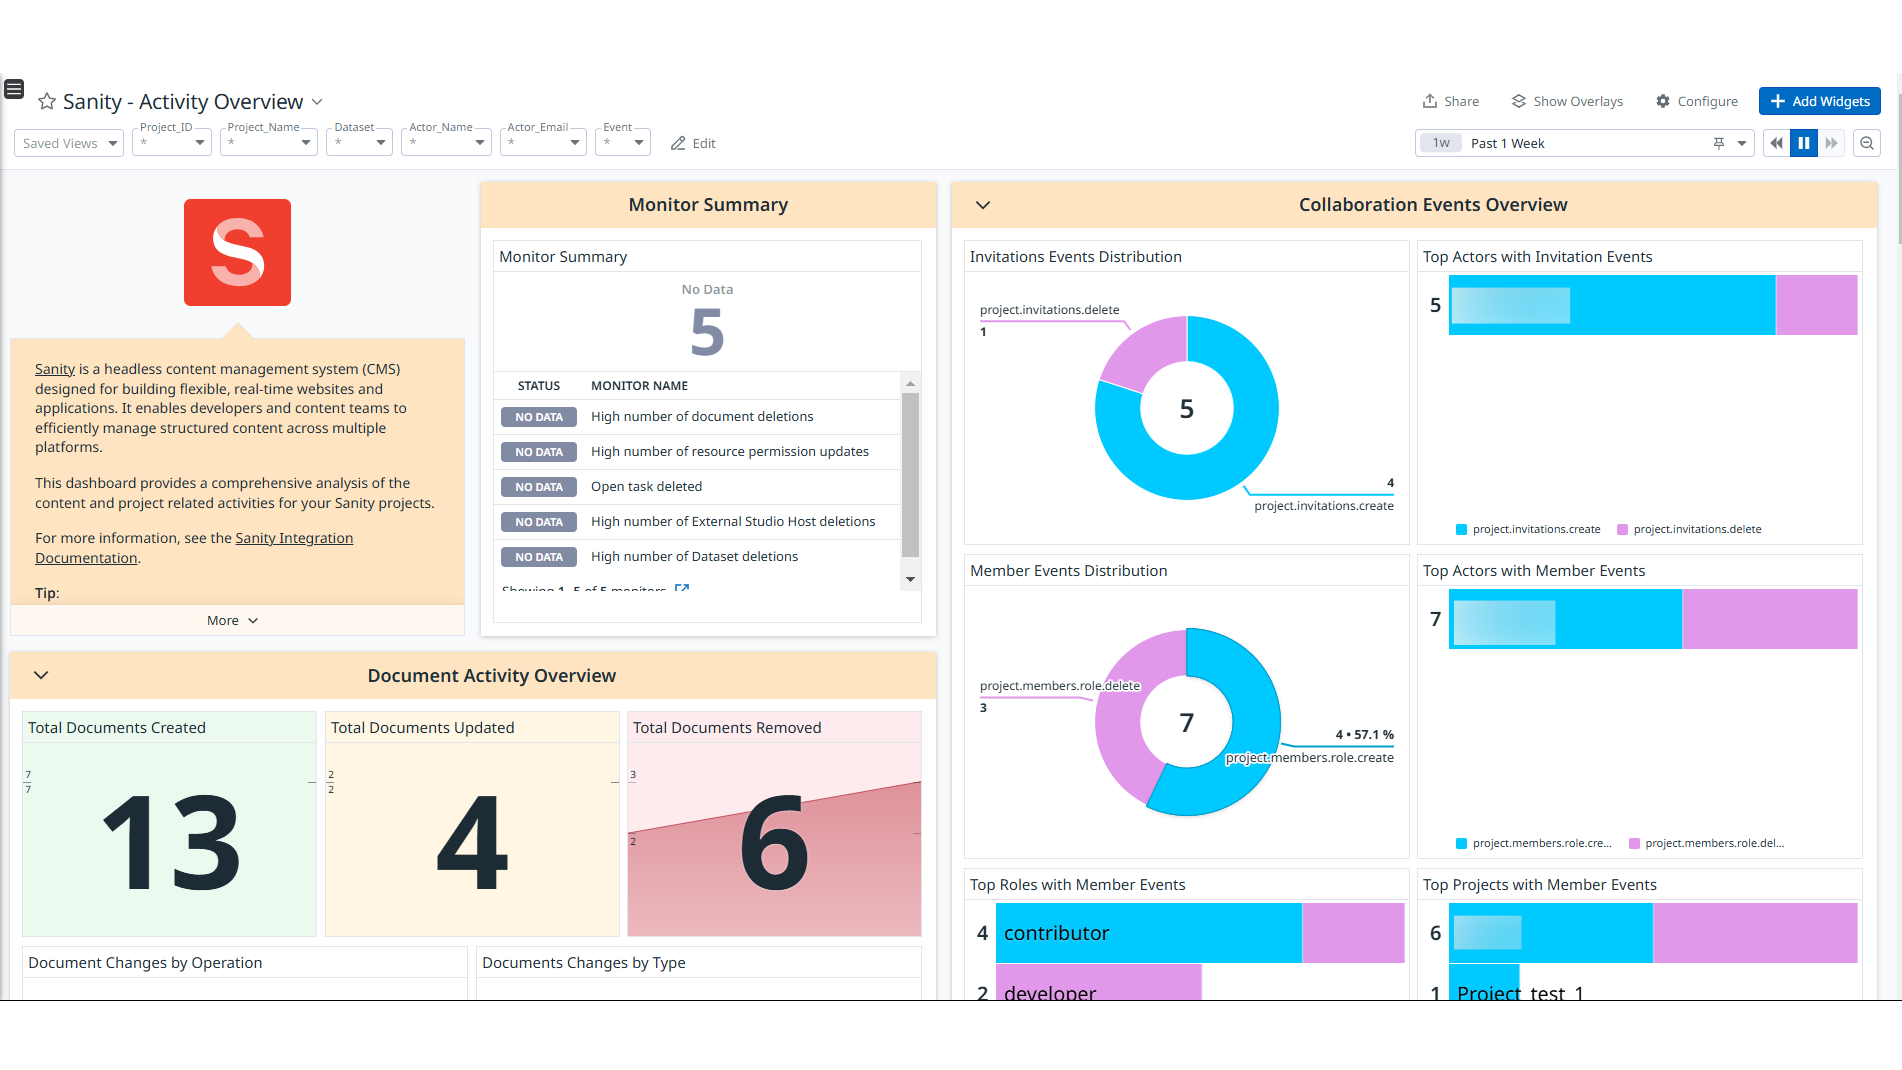 Sanity - Activity Overview
Share
Show Overlays
Configure
Add Widgets
Saved Views
Project_ID
*
Project_Name
*
Dataset
*
Actor_Name
*
Actor_Email
*
Event
*
Edit
1w
Past 1 Week
S
Sanity is a headless content management system (CMS)
designed for building flexible, real-time websites and
applications. It enables developers and content teams to
efficiently manage structured content across multiple
platforms.
This dashboard provides a comprehensive analysis of the
content and project related activities for your Sanity projects.
For more information, see the Sanity Integration
Documentation.
Tip:
More
Monitor Summary
Monitor Summary
No Data
5
STATUS MONITOR NAME
NO DATA High number of document deletions
NO DATA High number of resource permission updates
NO DATA Open task deleted
NO DATA High number of External Studio Host deletions
NO DATA High number of Dataset deletions
Showing 1–5 of 5 monitors
Document Activity Overview
Total Documents Created
7
7
13
Total Documents Updated
2
2
4
Total Documents Removed
3
2
6
Document Changes by Operation
Documents Changes by Type
Collaboration Events Overview
Invitations Events Distribution
project.invitations.delete
1
5
4
project.invitations.create
Top Actors with Invitation Events
5
project.invitations.create
project.invitations.delete
Member Events Distribution
project.members.role.delete
3
7
4 • 57.1 %
project.members.role.create
Top Actors with Member Events
7
project.members.role.cre...
project.members.role.del...
Top Roles with Member Events
4 contributor
2 developer
Top Projects with Member Events
6
1 Project_test_1